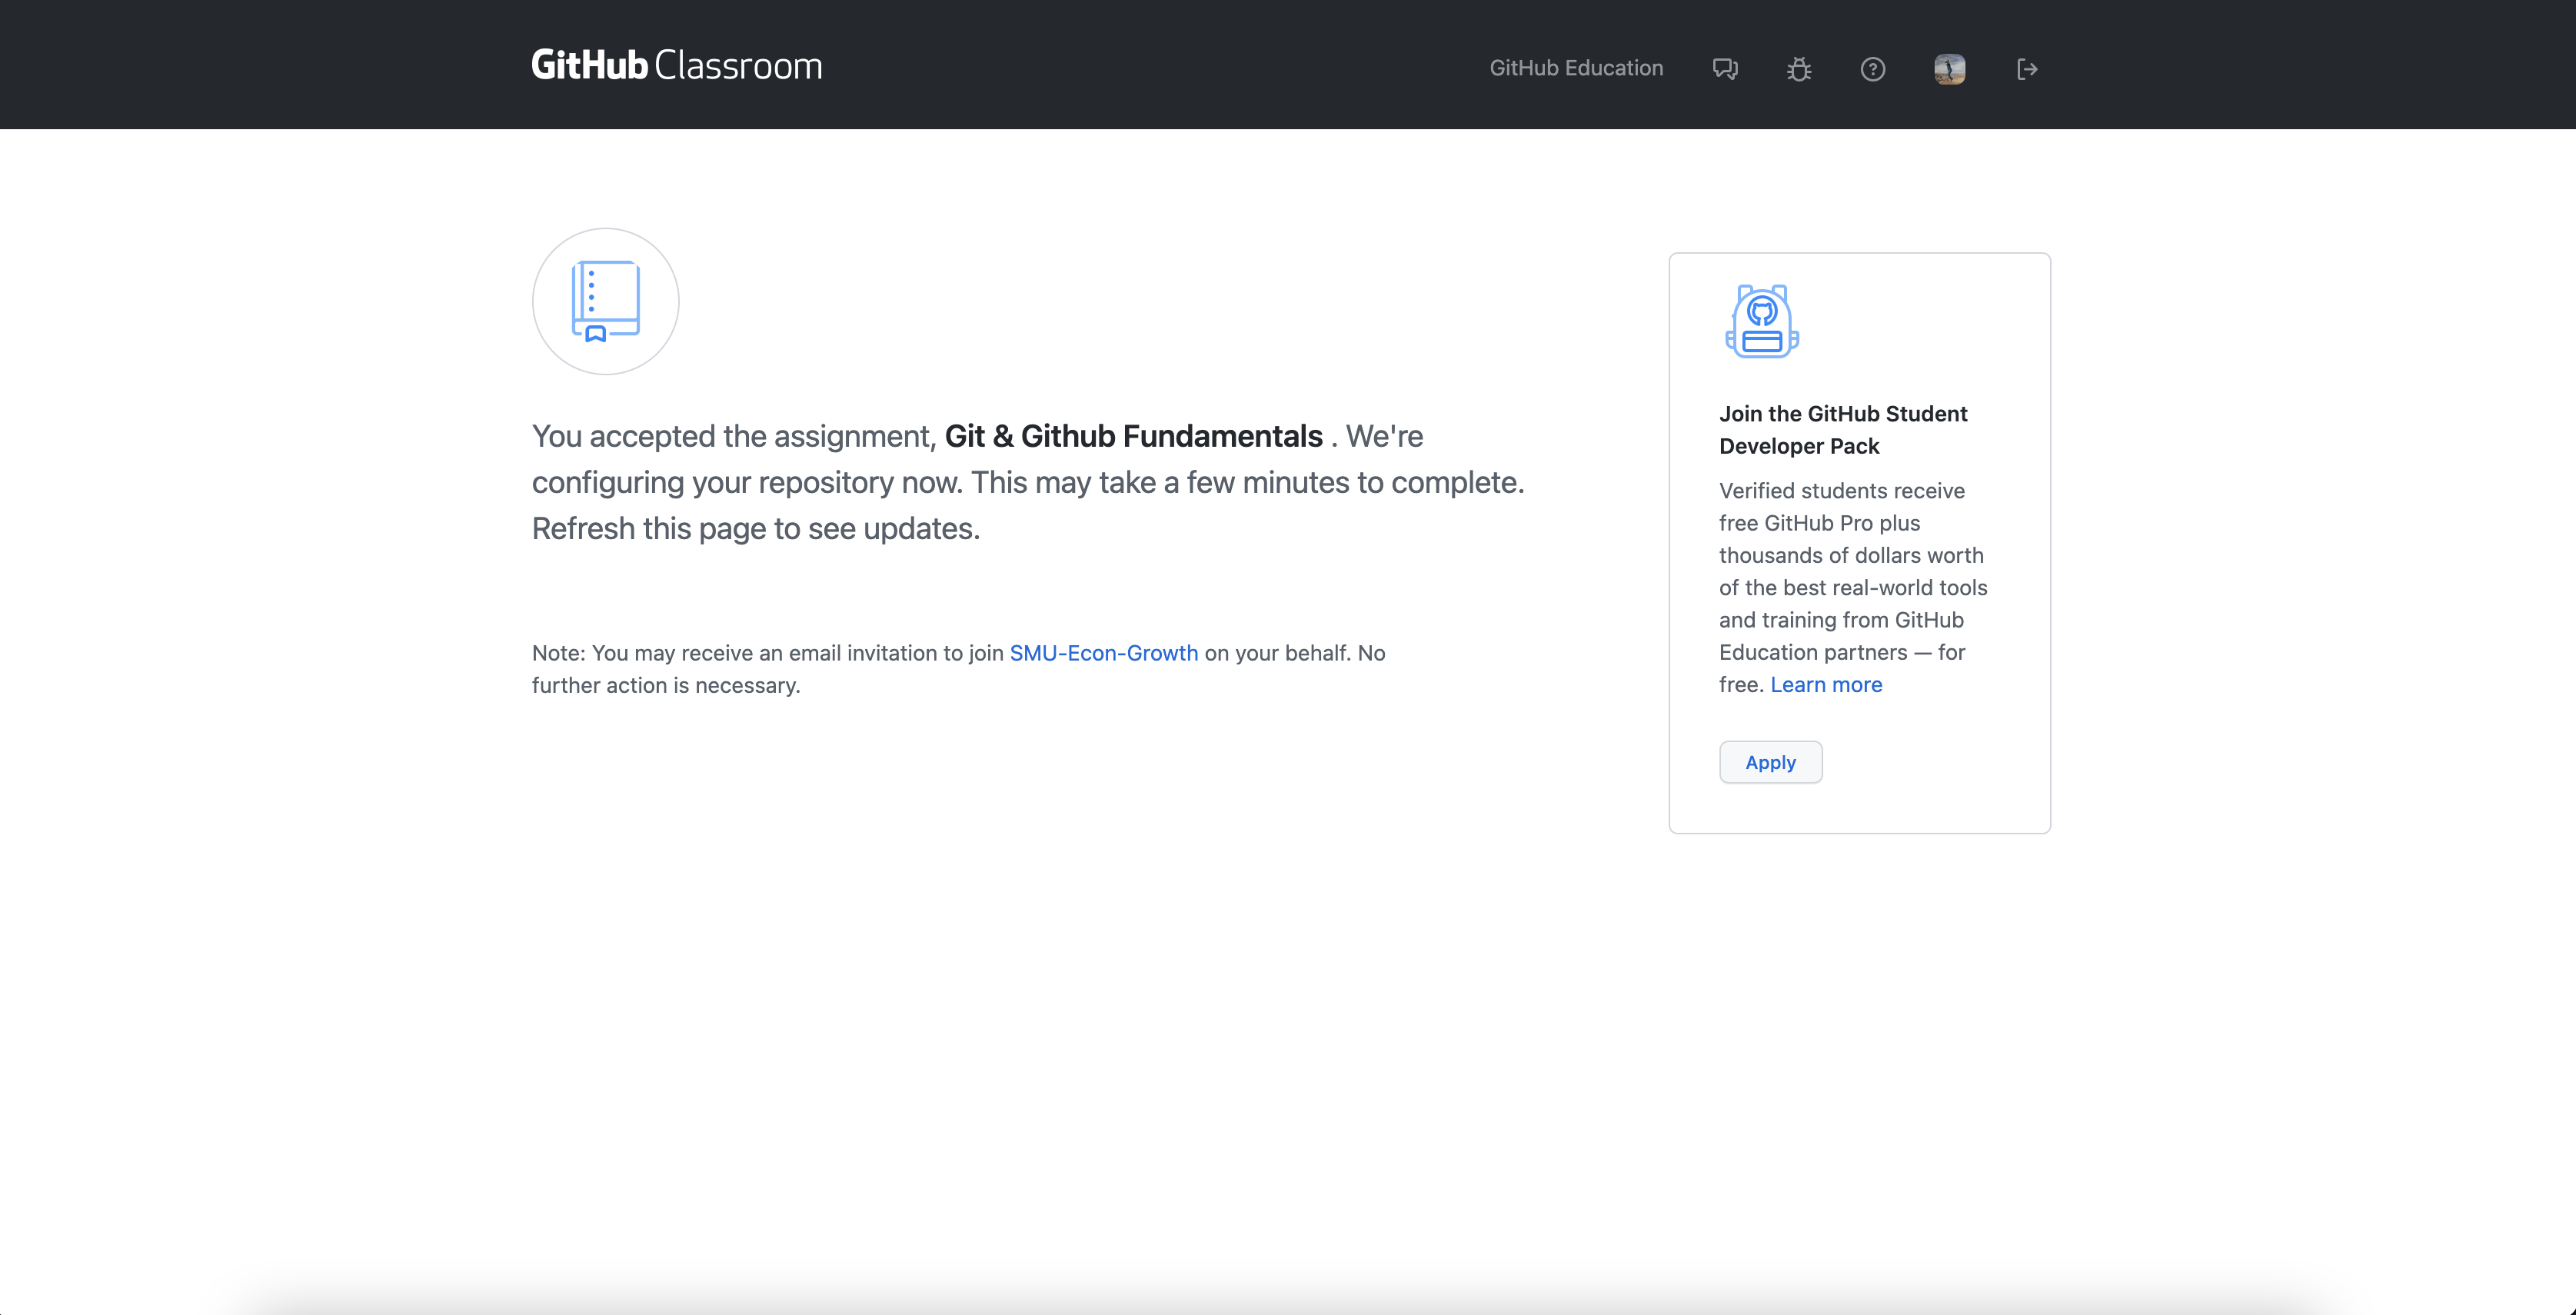 GitHub Classroom
GitHub Education
You accepted the assignment, Git & Github Fundamentals . We're
configuring your repository now. This may take a few minutes to complete.
Refresh this page to see updates.
Note: You may receive an email invitation to join SMU-Econ-Growth on your behalf. No
further action is necessary.
Join the GitHub Student
Developer Pack
Verified students receive
free GitHub Pro plus
thousands of dollars worth
of the best real-world tools
and training from GitHub
Education partners — for
free. Learn more
Apply